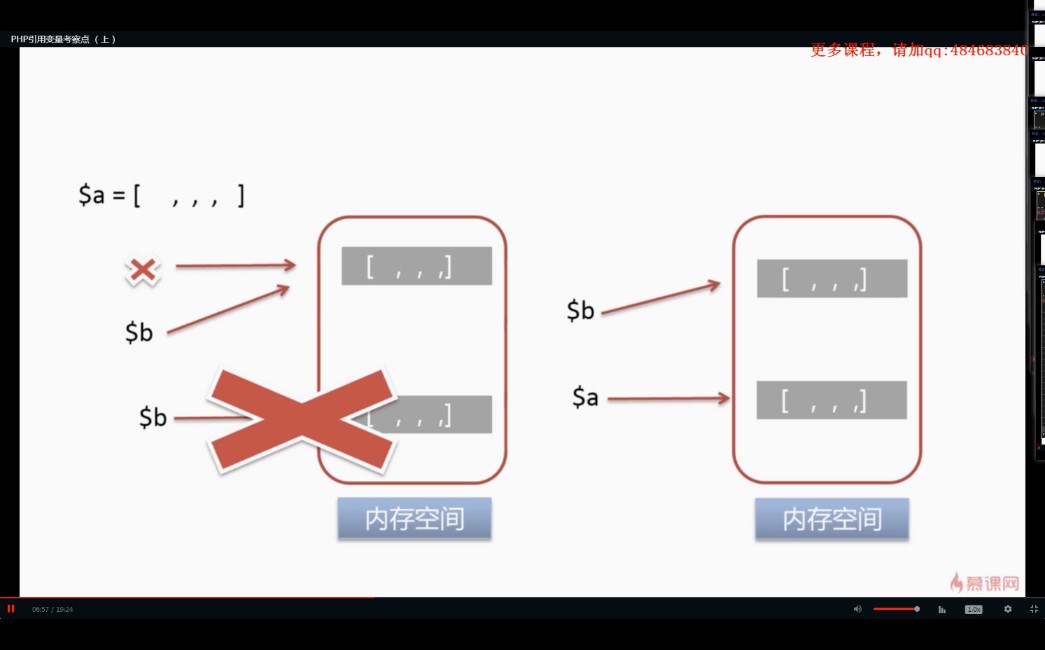 PHP引用变量考察点（上）
更多课程，请加qq:484683840
$a = [ , , , ]
[ , , ,]
$b
$b
[ , , ,]
内存空间
$b
[ , , ,]
$a
[ , , ,]
内存空间
慕课网
06:57 / 19:24
1.0x